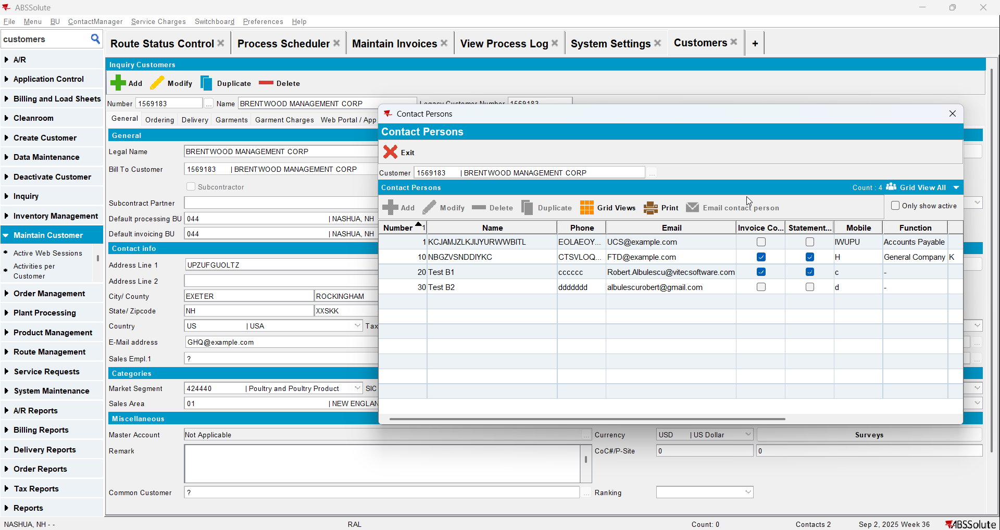 ABSSolute
File Menu BU ContactManager Service Charges Switchboard Preferences Help
customers
Route Status Control Process Scheduler Maintain Invoices View Process Log System Settings Customers +
A/R
Application Control
Billing and Load Sheets
Cleanroom
Create Customer
Data Maintenance
Deactivate Customer
Inquiry
Inventory Management
Maintain Customer
Active Web Sessions
Activities per
Customer
Order Management
Plant Processing
Product Management
Route Management
Service Requests
System Maintenance
A/R Reports
Billing Reports
Delivery Reports
Order Reports
Tax Reports
Reports
Inquiry Customers
Add Modify Duplicate Delete
Number 1569183 ... Name BRENTWOOD MANAGEMENT CORP Legacy Customer Number 1569183
General Ordering Delivery Garments Garment Charges Web Portal / App
General
Legal Name BRENTWOOD MANAGEMENT CORP
Bill To Customer 1569183 | BRENTWOOD MANAGEMENT CORP
Subcontractor
Subcontract Partner
Default processing BU 044 | NASHUA, NH
Default invoicing BU 044 | NASHUA, NH
Contact info
Address Line 1 UPZUFGUOLTZ
Address Line 2
City/ County EXETER ROCKINGHAM
State/ Zipcode NH XXSKK
Country US | USA Tax
E-Mail address GHQ@example.com ...
Sales Empl.1 ? ...
Categories
Market Segment 424440 | Poultry and Poultry Product SIC
Sales Area 01 | NEW ENGLAN
Miscellaneous
Master Account Not Applicable ... Currency USD | US Dollar Surveys
Remark CoC#/P-Site 0 0
Common Customer ? ... Ranking
Contact Persons
Contact Persons
Exit
Customer 1569183 | BRENTWOOD MANAGEMENT CORP ...
Contact Persons Count : 4 Grid View All
Add Modify Delete Duplicate Grid Views Print Email contact person Only show active
Number 1 Name Phone Email Invoice Co... Statement... Mobile Function
1 KCJAMJZLKJIJYURWWBITL EOLAEOY... UCS@example.com IWUPU Accounts Payable
10 NBGZVSNDDIYKC CTSVLOQ... FTD@example.com H General Company K
20 Test B1 cccccc Robert.Albulescu@vitecsoftware.com c -
30 Test B2 ddddddd albulescurobert@gmail.com d -
NASHUA, NH - - RAL Count: 0 Contacts 2 Sep 2, 2025 Week 36 ABSSolute